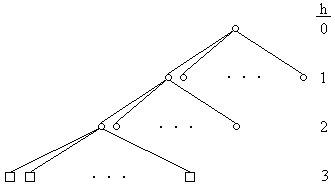 h
0
. . . 1
. . . 2
. . . 3